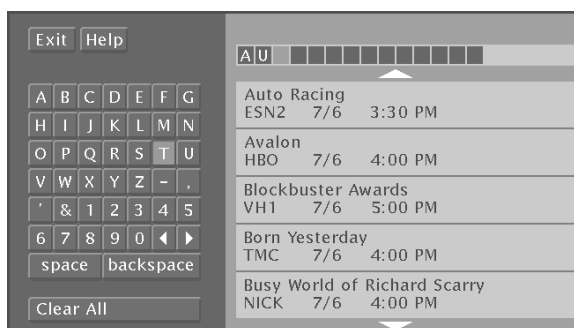 Exit Help
A U
A B C D E F G
H I J K L M N
O P Q R S T U
V W X Y Z - ,
' & 1 2 3 4 5
6 7 8 9 0
space backspace
Clear All
Auto Racing
ESN2 7/6 3:30 PM
Avalon
HBO 7/6 4:00 PM
Blockbuster Awards
VH1 7/6 5:00 PM
Born Yesterday
TMC 7/6 4:00 PM
Busy World of Richard Scarry
NICK 7/6 4:00 PM